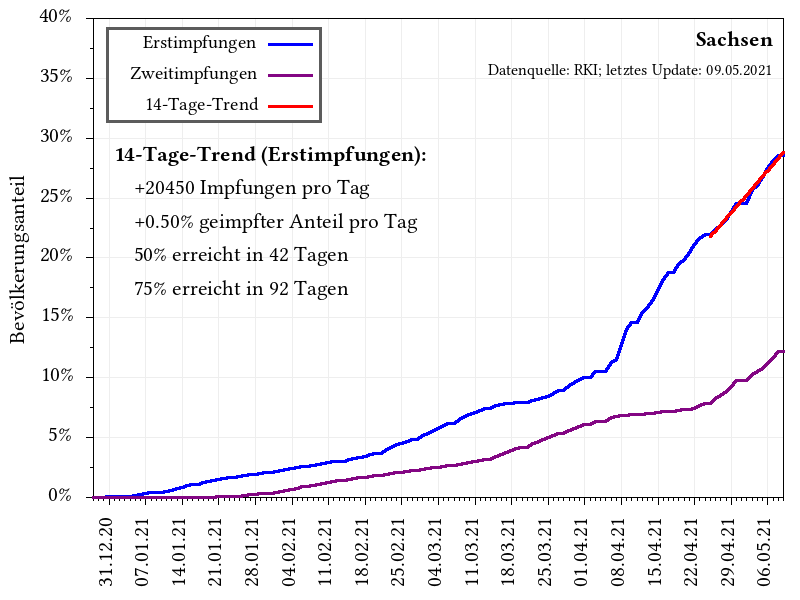 40%
35%
30%
25%
20%
15%
10%
5%
0%
Bevölkerungsanteil
Erstimpfungen
Zweitimpfungen
14-Tage-Trend
Sachsen
Datenquelle: RKI; letztes Update: 09.05.2021
14-Tage-Trend (Erstimpfungen):
+20450 Impfungen pro Tag
+0.50% geimpfter Anteil pro Tag
50% erreicht in 42 Tagen
75% erreicht in 92 Tagen
31.12.20
07.01.21
14.01.21
21.01.21
28.01.21
04.02.21
11.02.21
18.02.21
25.02.21
04.03.21
11.03.21
18.03.21
25.03.21
01.04.21
08.04.21
15.04.21
22.04.21
29.04.21
06.05.21